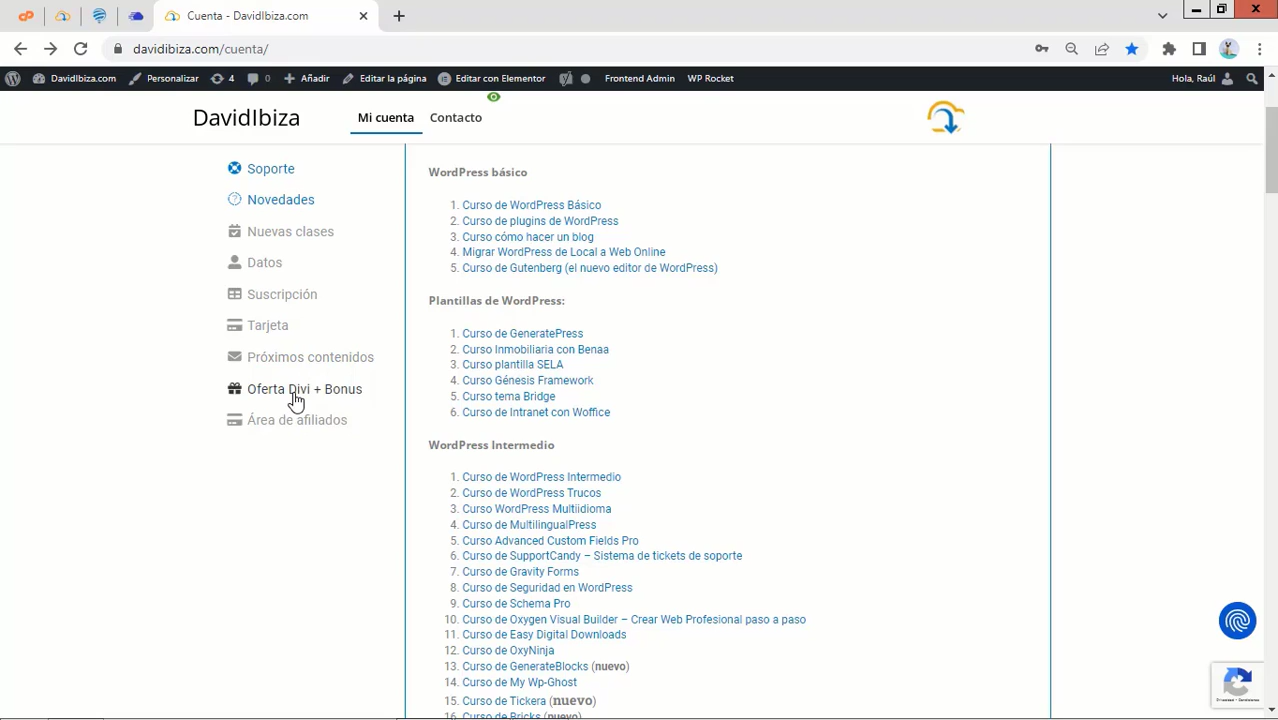 Cuenta - DavidIbiza.com
davidibiza.com/cuenta/
DavidIbiza.com
Personalizar
4
0
Añadir
Editar la página
Editar con Elementor
Frontend Admin
WP Rocket
Hola, Raúl
DavidIbiza
Mi cuenta
Contacto
Soporte
Novedades
Nuevas clases
Datos
Suscripción
Tarjeta
Próximos contenidos
Oferta Divi + Bonus
Área de afiliados
WordPress básico
1. Curso de WordPress Básico
2. Curso de plugins de WordPress
3. Curso cómo hacer un blog
4. Migrar WordPress de Local a Web Online
5. Curso de Gutenberg (el nuevo editor de WordPress)
Plantillas de WordPress:
1. Curso de GeneratePress
2. Curso Inmobiliaria con Benaa
3. Curso plantilla SELA
4. Curso Génesis Framework
5. Curso tema Bridge
6. Curso de Intranet con Woffice
WordPress Intermedio
1. Curso de WordPress Intermedio
2. Curso de WordPress Trucos
3. Curso WordPress Multiidioma
4. Curso de MultilingualPress
5. Curso Advanced Custom Fields Pro
6. Curso de SupportCandy – Sistema de tickets de soporte
7. Curso de Gravity Forms
8. Curso de Seguridad en WordPress
9. Curso de Schema Pro
10. Curso de Oxygen Visual Builder – Crear Web Profesional paso a paso
11. Curso de Easy Digital Downloads
12. Curso de OxyNinja
13. Curso de GenerateBlocks (nuevo)
14. Curso de My Wp-Ghost
15. Curso de Tickera (nuevo)
16. Curso de Bricks (nuevo)
Privacidad - Condiciones